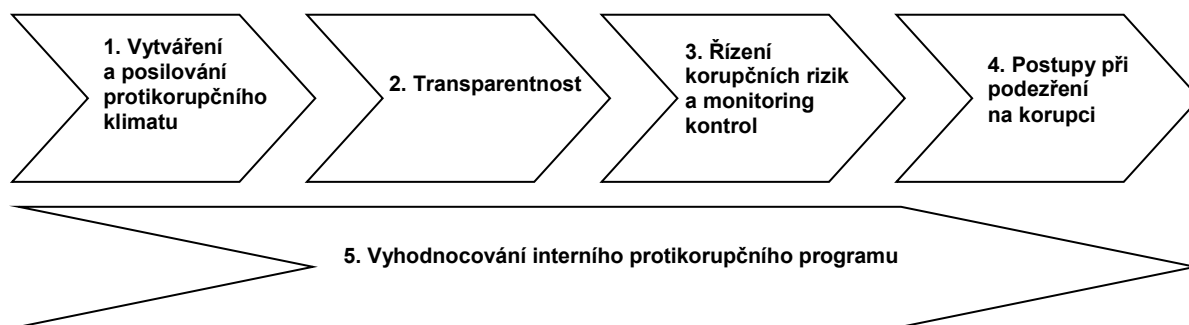 1. Vytváření
a posilování
protikorupčního
klimatu
2. Transparentnost
3. Řízení
korupčních rizik
a monitoring
kontrol
4. Postupy při
podezření
na korupci
5. Vyhodnocování interního protikorupčního programu